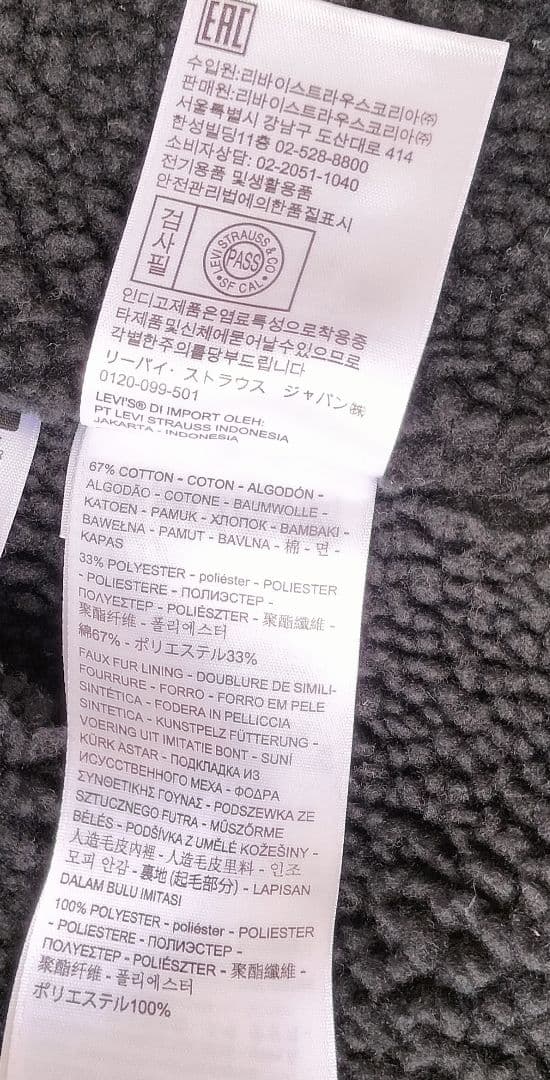 EAC
수입원:리바이스트라우스코리아㈜
판매원:리바이스트라우스코리아㈜
서울특별시 강남구 도산대로 414
한성빌딩11층 02-528-8800
소비자상담: 02-2051-1040
전기용품 및생활용품
안전관리법에의한품질표시
검사필
LEVI STRAUSS & CO
PASS
SF CAL
인디고제품은염료특성으로착용중
타제품및신체에묻어날수있으므로
각별한주의를당부드립니다
リーバイ・ストラウス ジャパン㈱
0120-099-501
LEVI'S® DI IMPORT OLEH:
PT LEVI STRAUSS INDONESIA
JAKARTA - INDONESIA
67% COTTON - COTON - ALGODÓN -
ALGODÃO - COTONE - BAUMWOLLE -
KATOEN - PAMUK - ХЛОПОК - BAMBAKI -
BAWEŁNA - PAMUT - BAVLNA - 棉 - 면 -
KAPAS
33% POLYESTER - poliéster - POLIESTER
- POLIESTERE - ПОЛИЭСТЕР -
ΠΟΛΥΕΣΤΕΡ - POLIÉSZTER - 聚酯纖維 -
聚酯纤维 - 폴리에스터
綿67% - ポリエステル33%
FAUX FUR LINING - DOUBLURE DE SIMILI-
FOURRURE - FORRO - FORRO EM PELE
SINTÉTICA - FODERA IN PELLICCIA
SINTETICA - KUNSTPELZ FÜTTERUNG -
VOERING UIT IMITATIE BONT - SUNİ
KÜRK ASTAR - ПОДКЛАДКА ИЗ
ИСУССТВЕННОГО МЕХА - ΦΟΔΡΑ
ΣΥΝΘΕΤΙΚΗΣ ΓΟΥΝΑΣ - PODSZEWKA ZE
SZTUCZNEGO FUTRA - MŰSZŐRME
BÉLÉS - PODŠÍVKA Z UMĚLÉ KOŽEŠINY -
人造毛皮內裡 - 人造毛皮里料 - 인조
모피 안감 - 裏地(起毛部分) - LAPISAN
DALAM BULU IMITASI
100% POLYESTER - poliéster - POLIESTER
- POLIESTERE - ПОЛИЭСТЕР -
ΠΟΛΥΕΣΤΕΡ - POLIÉSZTER - 聚酯纖維 -
聚酯纤维 - 폴리에스터
ポリエステル100%